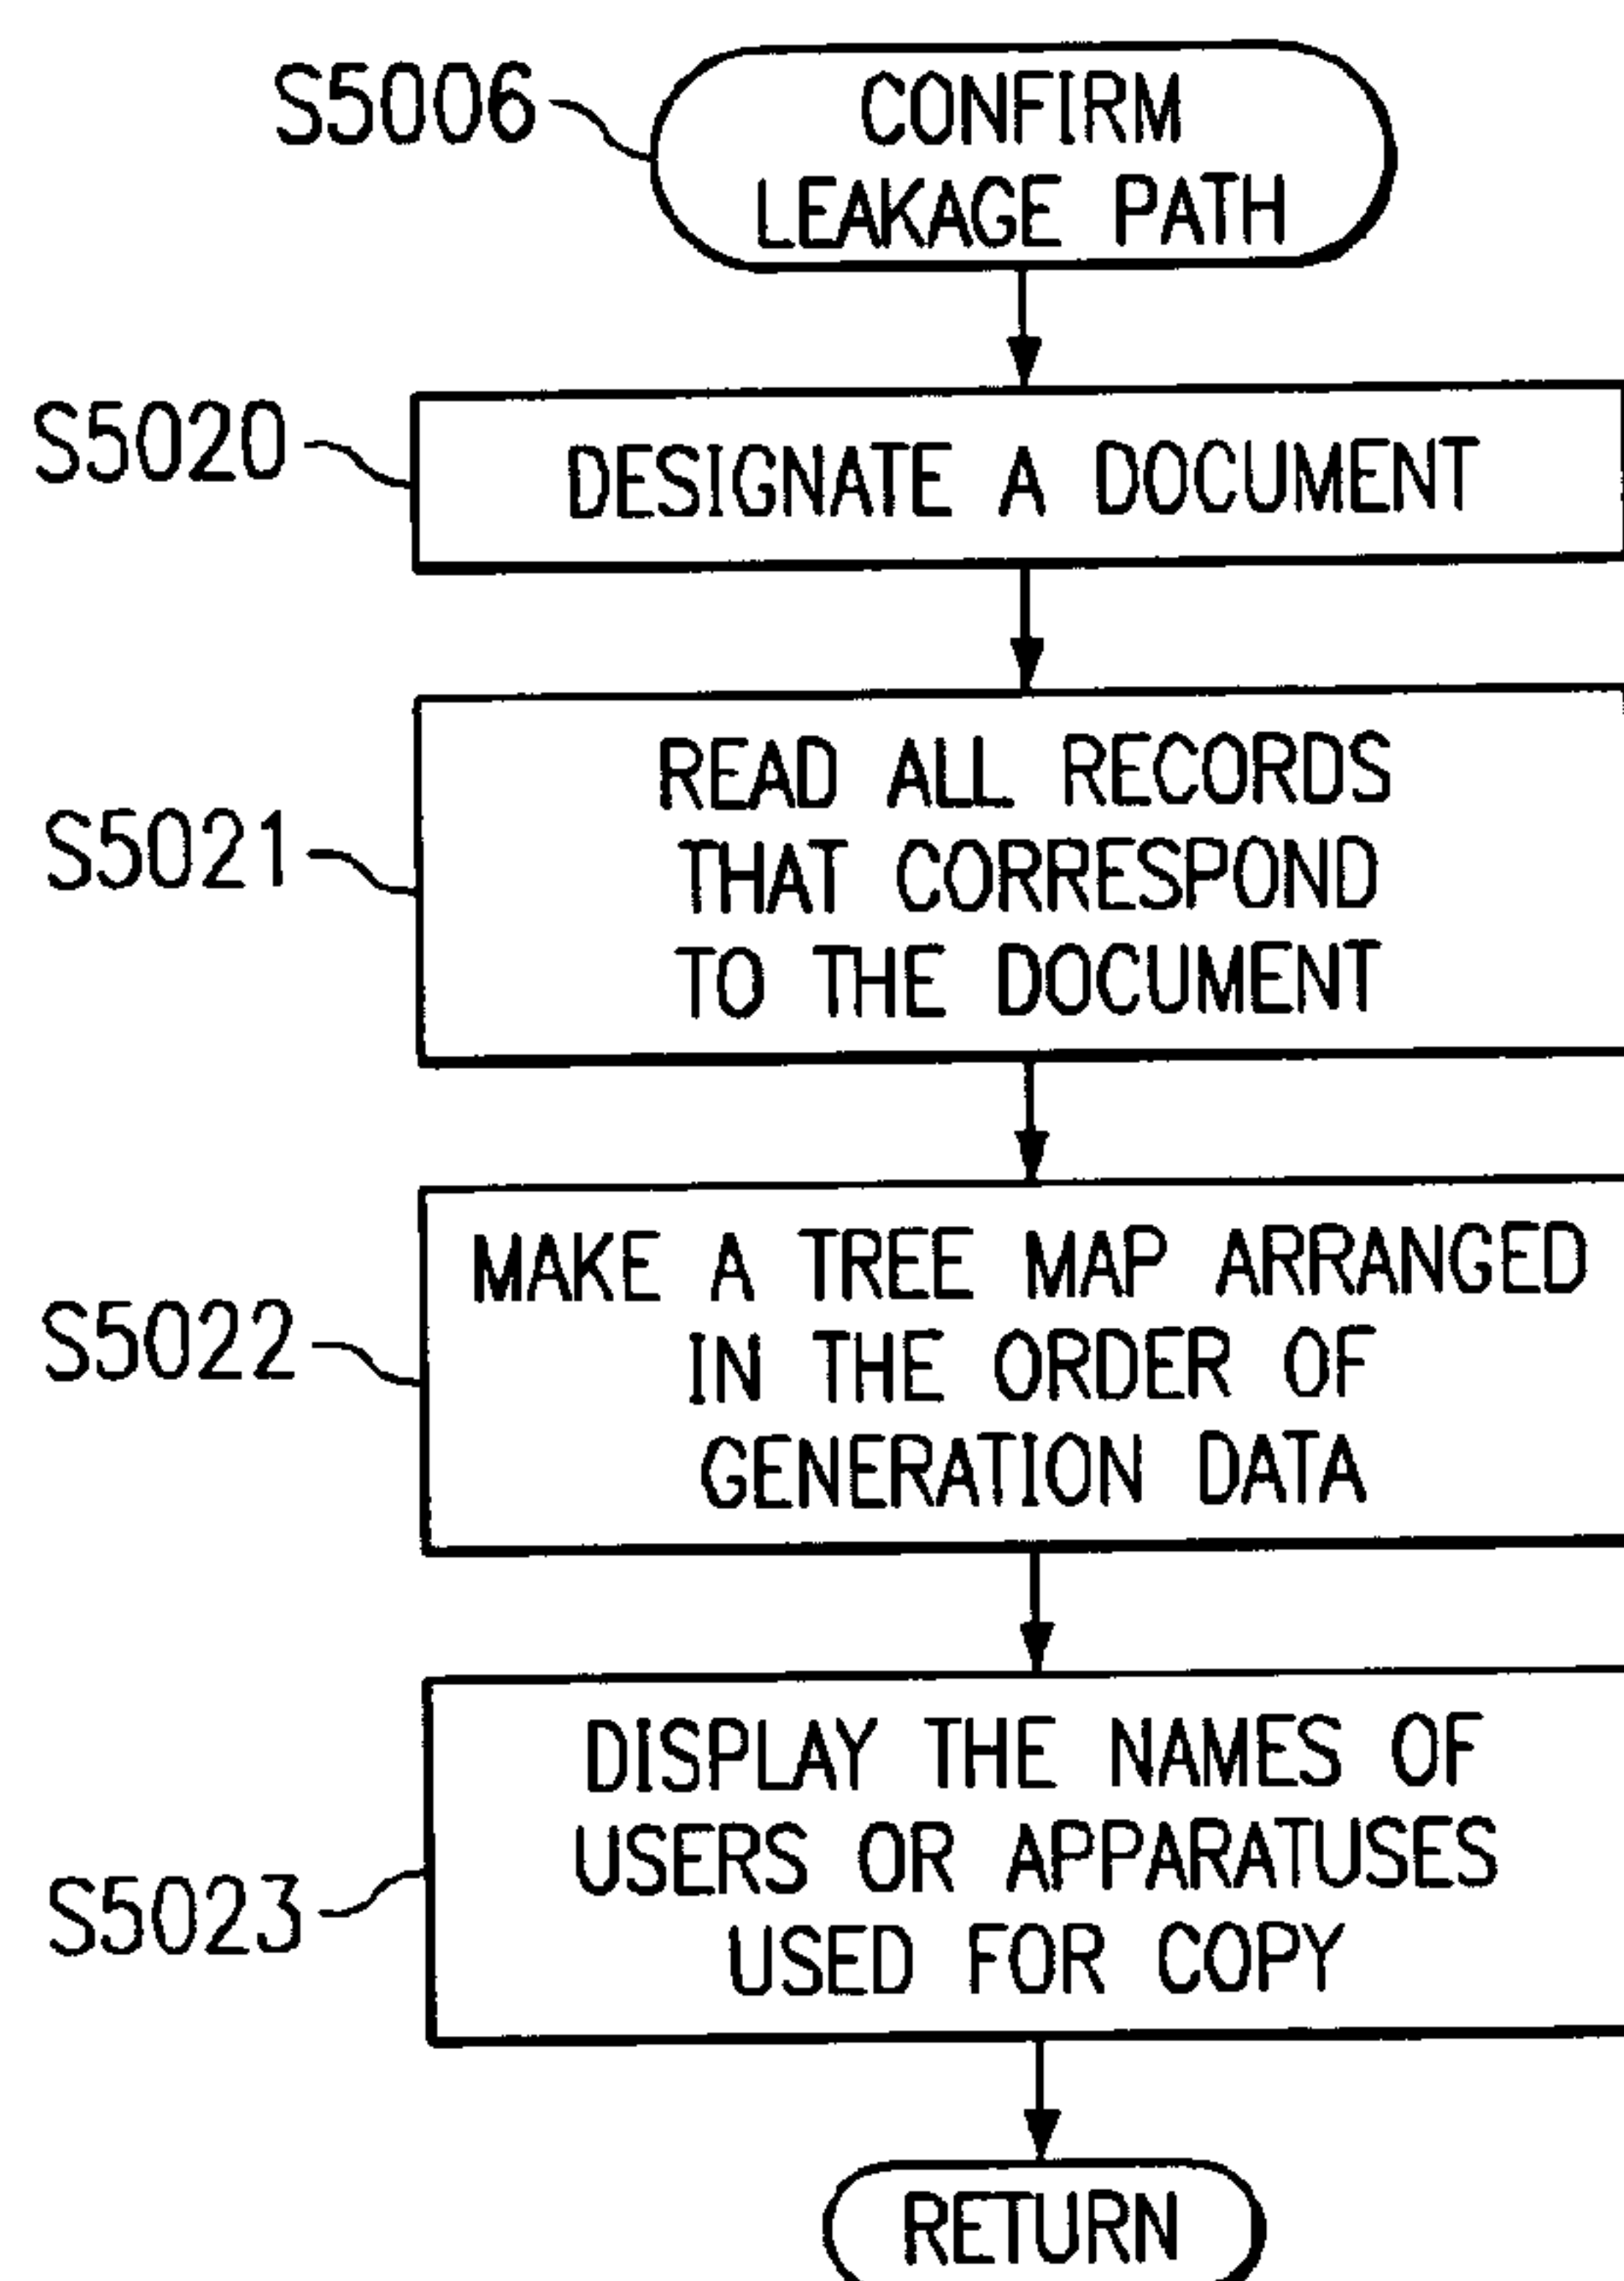 S5006
CONFIRM
LEAKAGE PATH
S5020
DESIGNATE A DOCUMENT
S5021
READ ALL RECORDS
THAT CORRESPOND
TO THE DOCUMENT
S5022
MAKE A TREE MAP ARRANGED
IN THE ORDER OF
GENERATION DATA
S5023
DISPLAY THE NAMES OF
USERS OR APPARATUSES
USED FOR COPY
RETURN